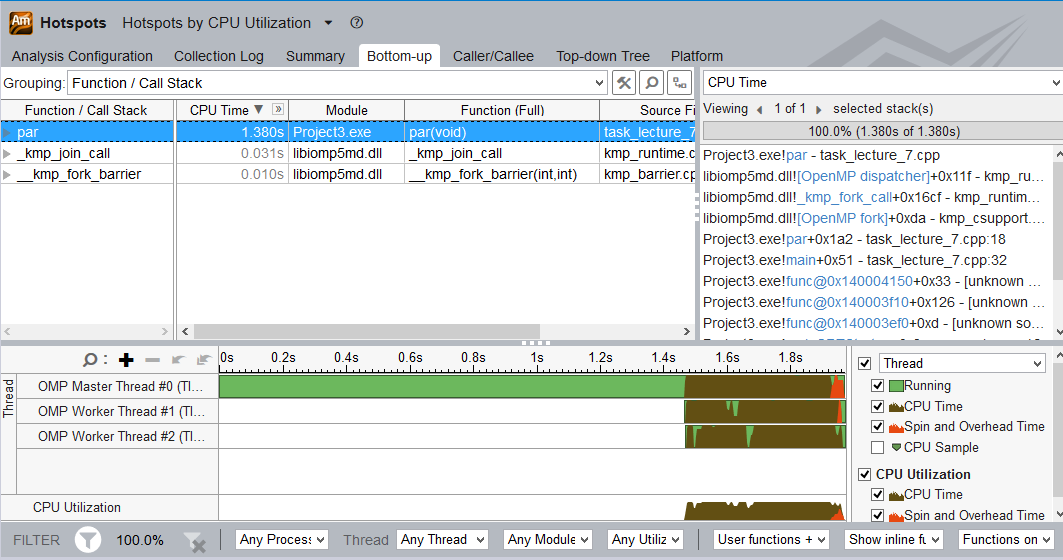 Am Hotspots Hotspots by CPU Utilization
Analysis Configuration Collection Log Summary Bottom-up Caller/Callee Top-down Tree Platform
Grouping: Function / Call Stack
Function / Call Stack CPU Time ▼ » Module Function (Full) Source Fi
par 1.380s Project3.exe par(void) task_lecture_7
_kmp_join_call 0.031s libiomp5md.dll _kmp_join_call kmp_runtime.c
__kmp_fork_barrier 0.010s libiomp5md.dll __kmp_fork_barrier(int,int) kmp_barrier.cp
CPU Time
Viewing 1 of 1 selected stack(s)
100.0% (1.380s of 1.380s)
Project3.exe!par - task_lecture_7.cpp
libiomp5md.dll![OpenMP dispatcher]+0x11f - kmp_ru...
libiomp5md.dll!_kmp_fork_call+0x16cf - kmp_runtim...
libiomp5md.dll![OpenMP fork]+0xda - kmp_csupport....
Project3.exe!par+0x1a2 - task_lecture_7.cpp:18
Project3.exe!main+0x51 - task_lecture_7.cpp:32
Project3.exe!func@0x140004150+0x33 - [unknown ...
Project3.exe!func@0x140003f10+0x126 - [unknown ...
Project3.exe!func@0x140003ef0+0xd - [unknown so...
0s 0.2s 0.4s 0.6s 0.8s 1s 1.2s 1.4s 1.6s 1.8s
Thread
OMP Master Thread #0 (TI...
OMP Worker Thread #1 (TI...
OMP Worker Thread #2 (TI...
CPU Utilization
Thread
Running
CPU Time
Spin and Overhead Time
CPU Sample
CPU Utilization
CPU Time
Spin and Overhead Time
FILTER 100.0% Any Process Thread Any Thread Any Module Any Utiliz User functions + Show inline fu Functions on